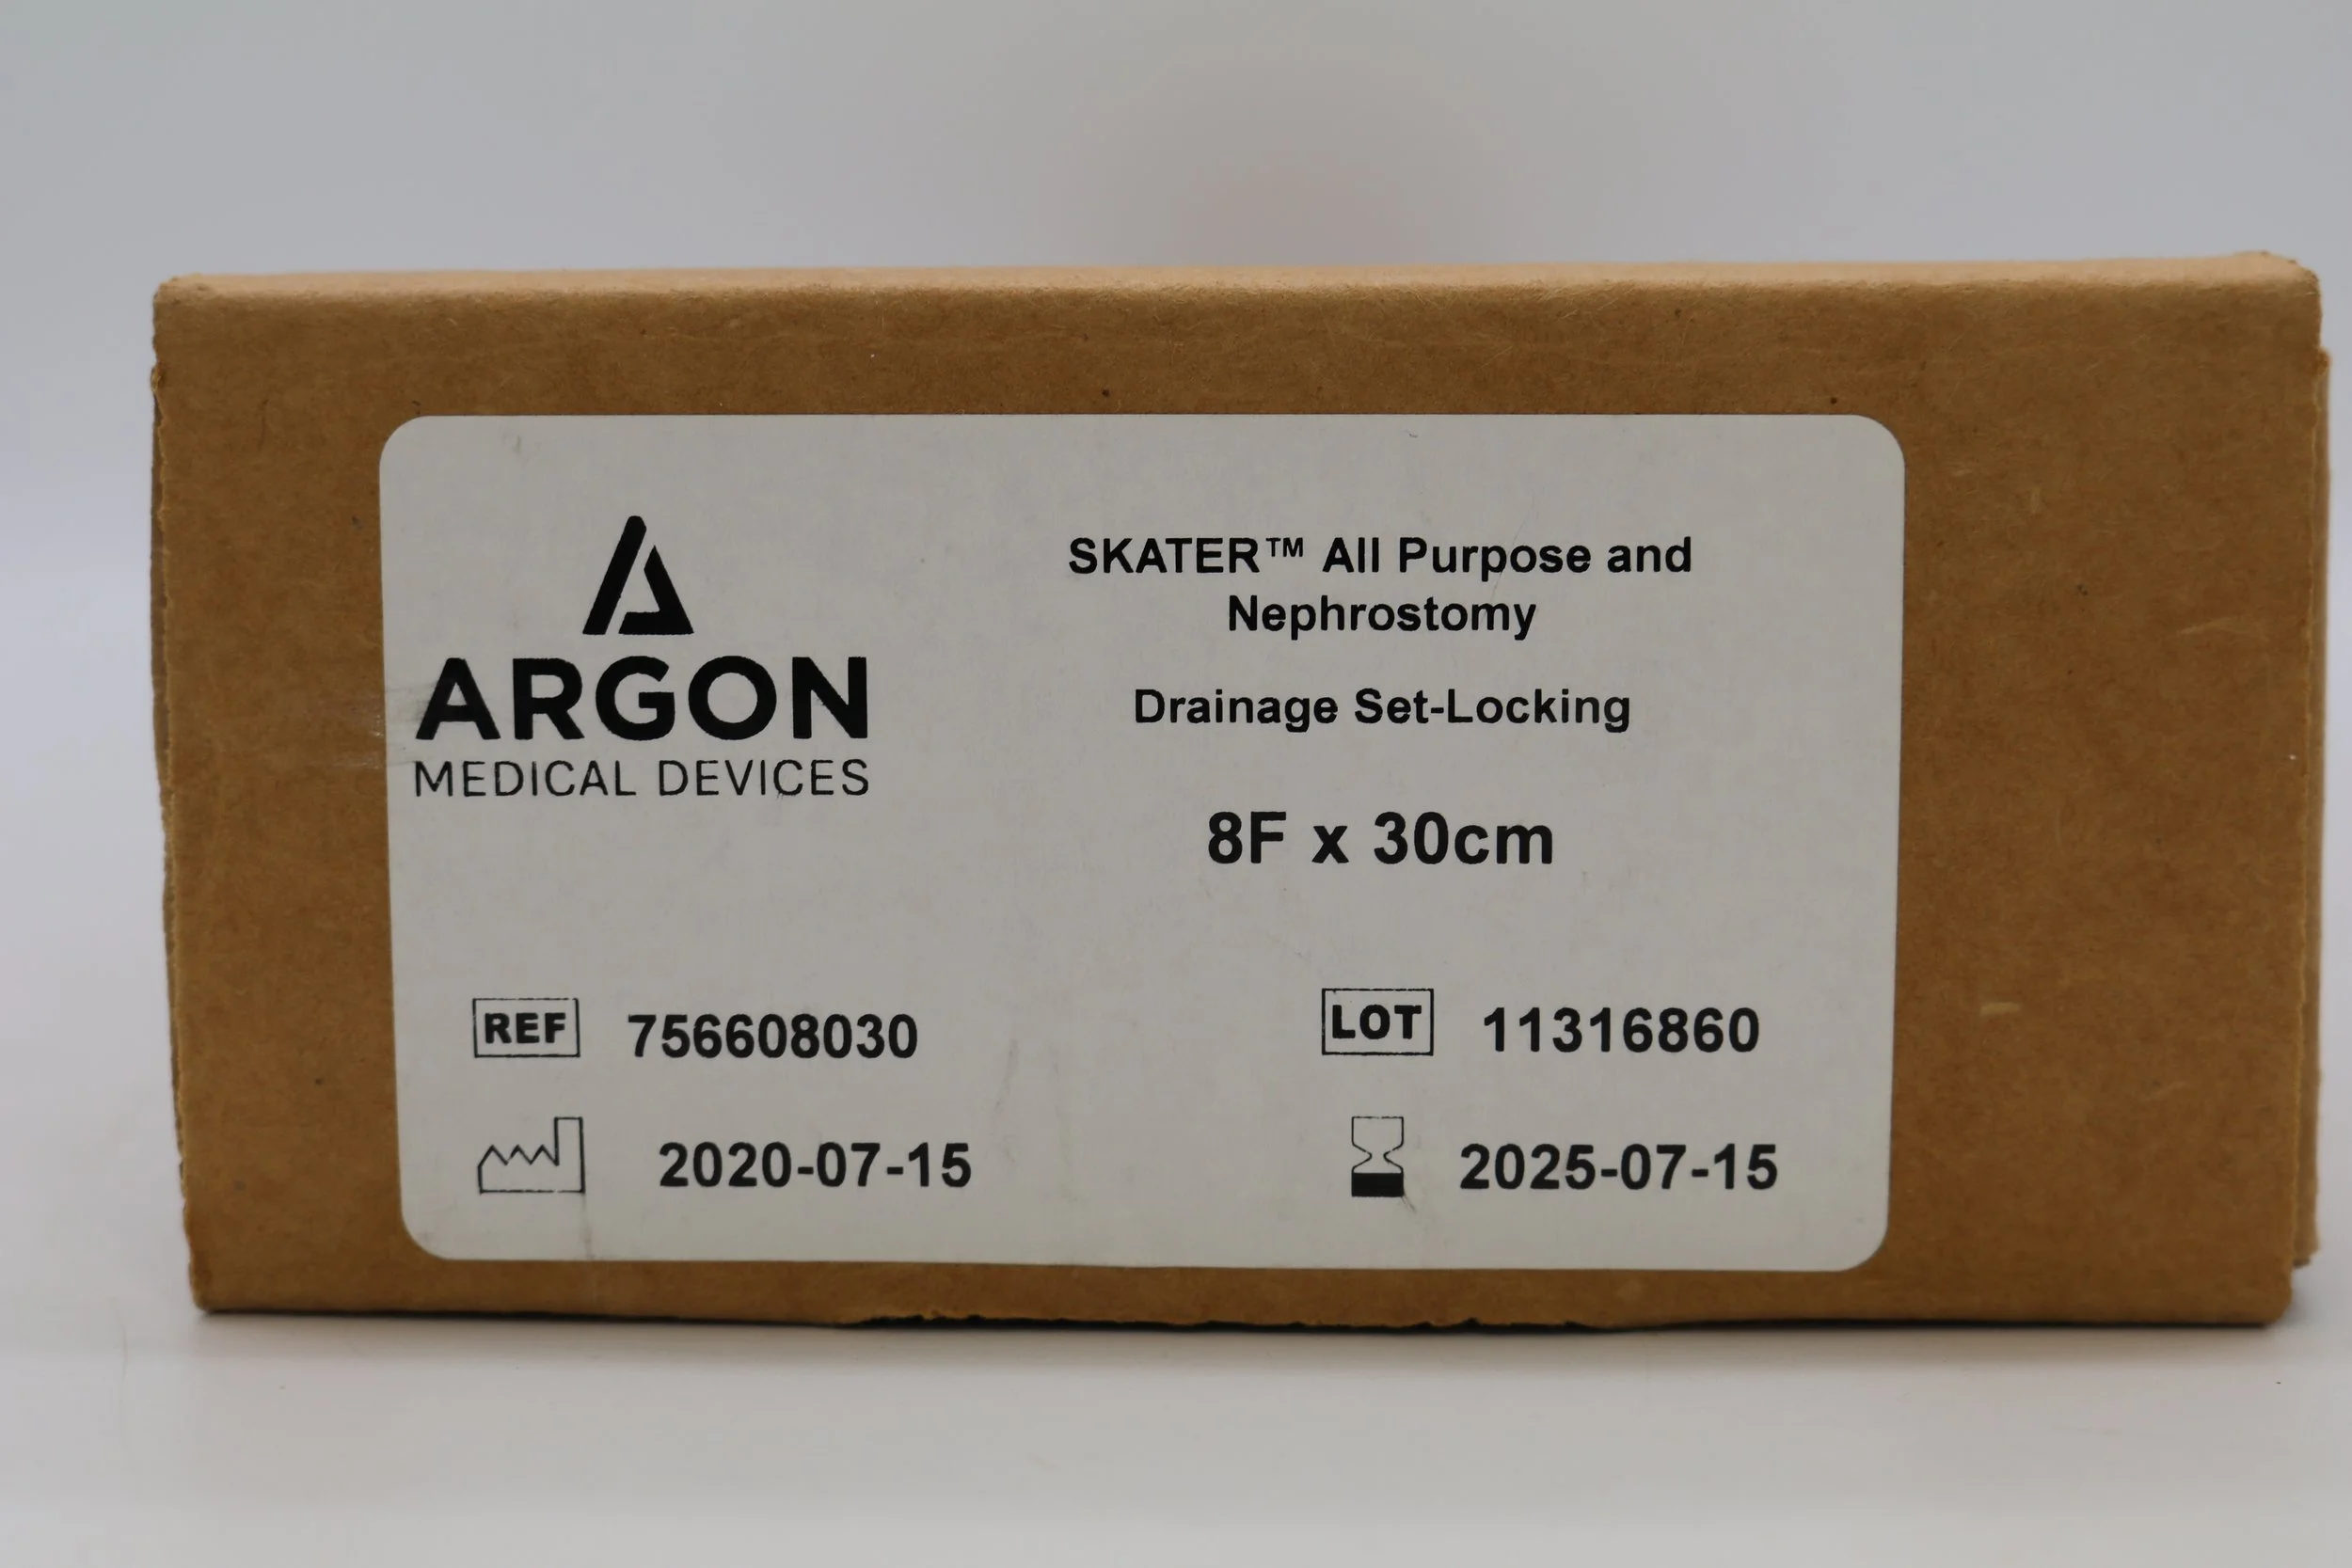 ARGON
MEDICAL DEVICES
SKATER™ All Purpose and
Nephrostomy
Drainage Set-Locking
8F x 30cm
REF 756608030
LOT 11316860
2020-07-15
2025-07-15